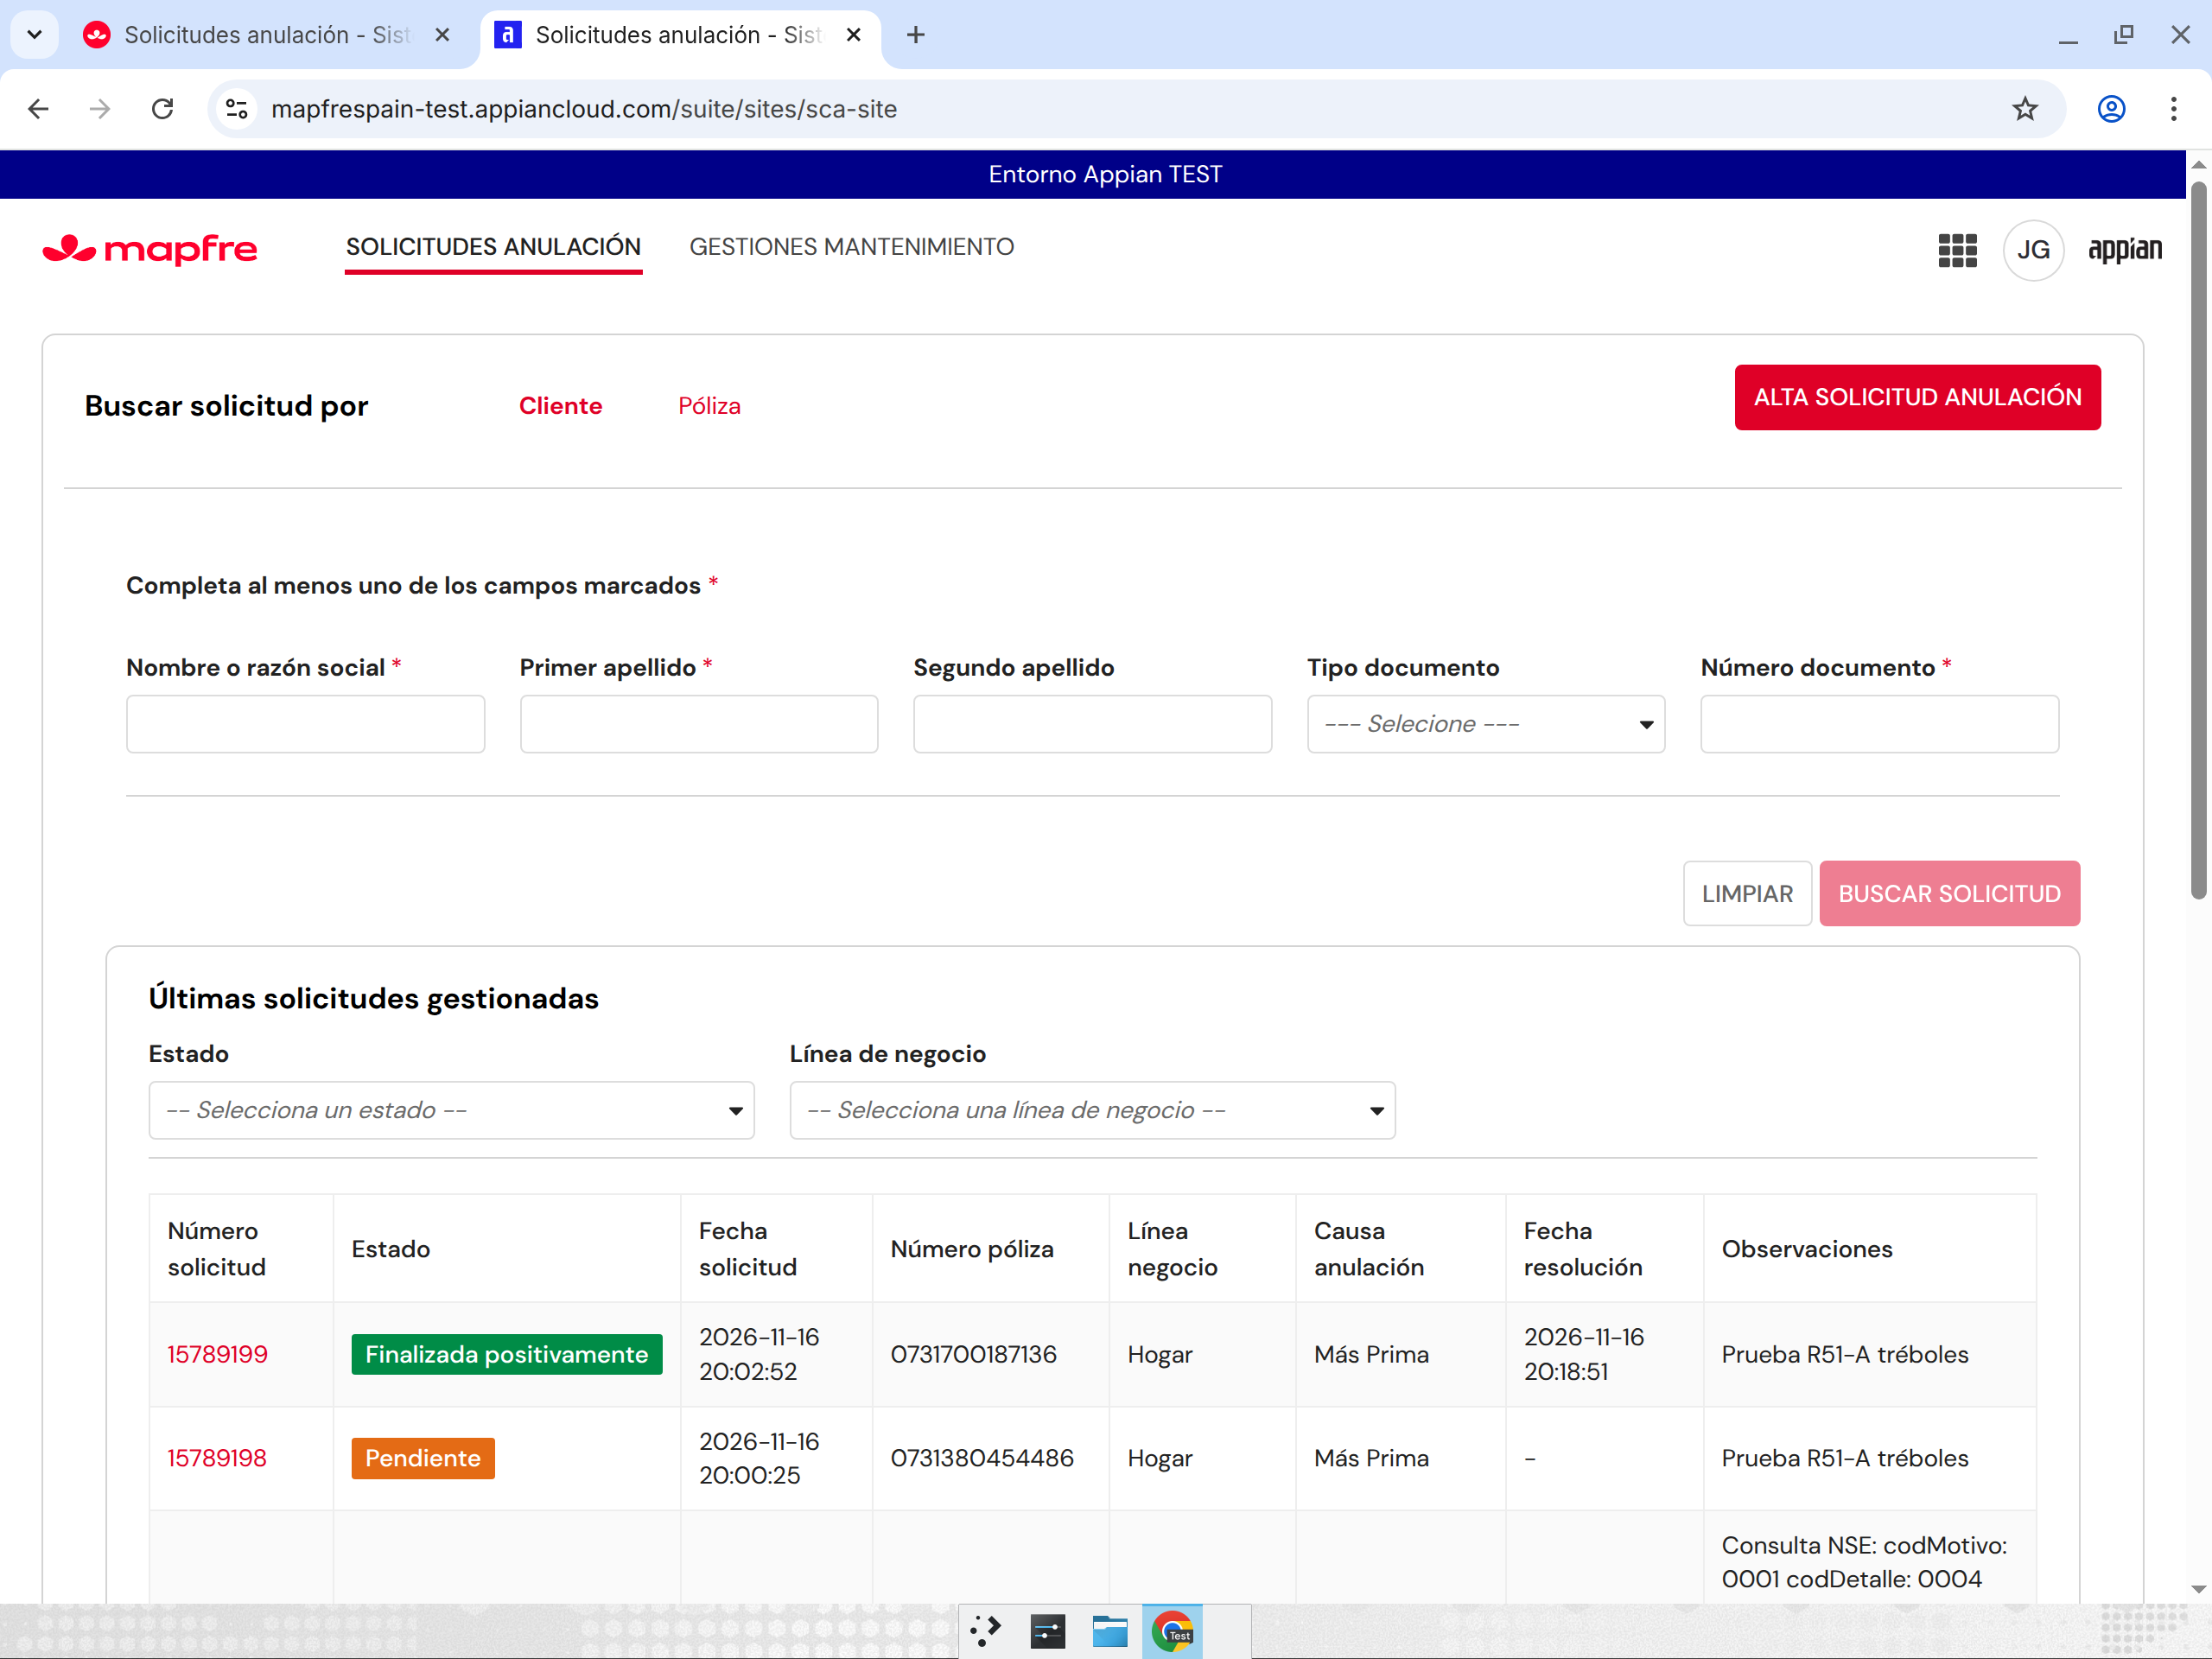 Solicitudes anulación - Sist
Solicitudes anulación - Sist
mapfrespain-test.appiancloud.com/suite/sites/sca-site
Entorno Appian TEST
mapfre
SOLICITUDES ANULACIÓN
GESTIONES MANTENIMIENTO
JG
appian
Buscar solicitud por
Cliente
Póliza
ALTA SOLICITUD ANULACIÓN
Completa al menos uno de los campos marcados *
Nombre o razón social *
Primer apellido *
Segundo apellido
Tipo documento
Número documento *
--- Selecione ---
LIMPIAR
BUSCAR SOLICITUD
Últimas solicitudes gestionadas
Estado
Línea de negocio
-- Selecciona un estado --
-- Selecciona una línea de negocio --
Número solicitud
Estado
Fecha solicitud
Número póliza
Línea negocio
Causa anulación
Fecha resolución
Observaciones
15789199
Finalizada positivamente
2026-11-16 20:02:52
0731700187136
Hogar
Más Prima
2026-11-16 20:18:51
Prueba R51-A tréboles
15789198
Pendiente
2026-11-16 20:00:25
0731380454486
Hogar
Más Prima
-
Prueba R51-A tréboles
Consulta NSE: codMotivo:
0001 codDetalle: 0004
Test